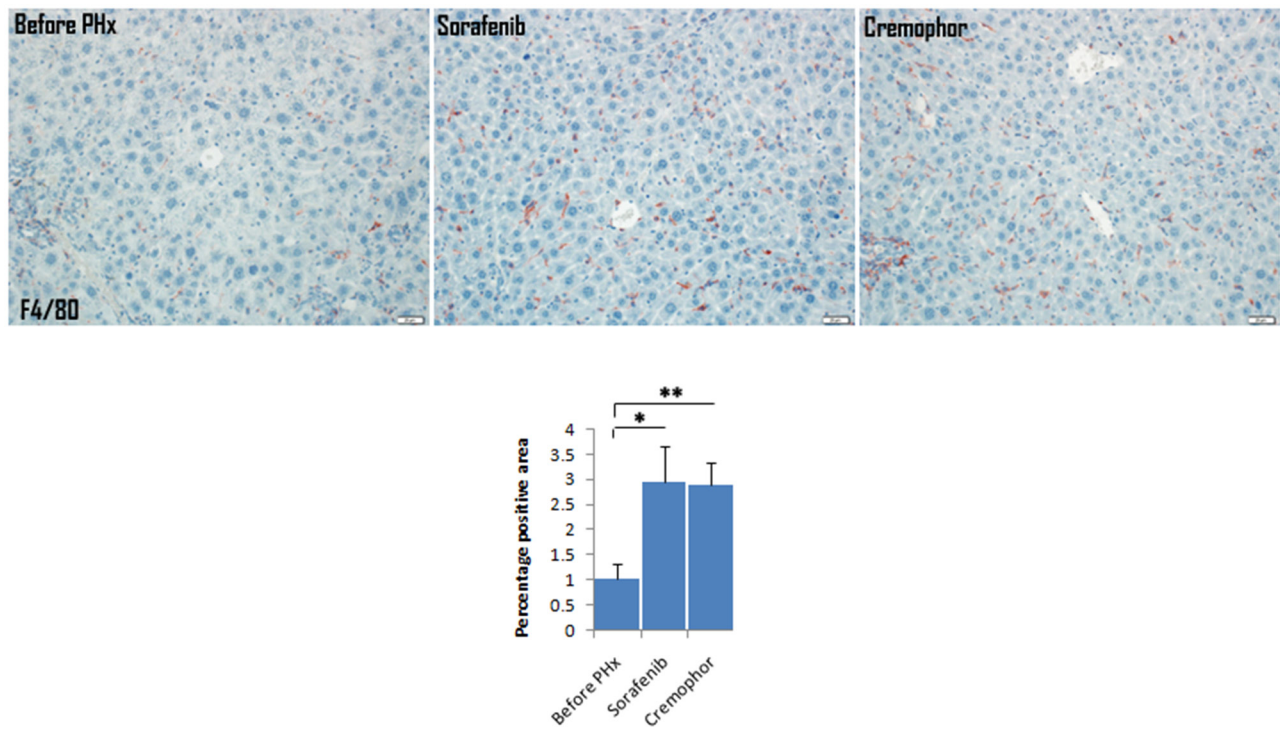 Before PHx
Sorafenib
Cremophor
F4/80
**
*
Percentage positive area
4
3.5
3
2.5
2
1.5
1
0.5
0
Before PHx
Sorafenib
Cremophor